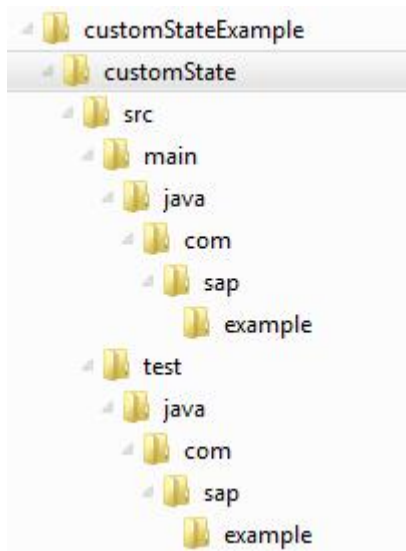 customStateExample
customState
src
main
java
com
sap
example
test
java
com
sap
example